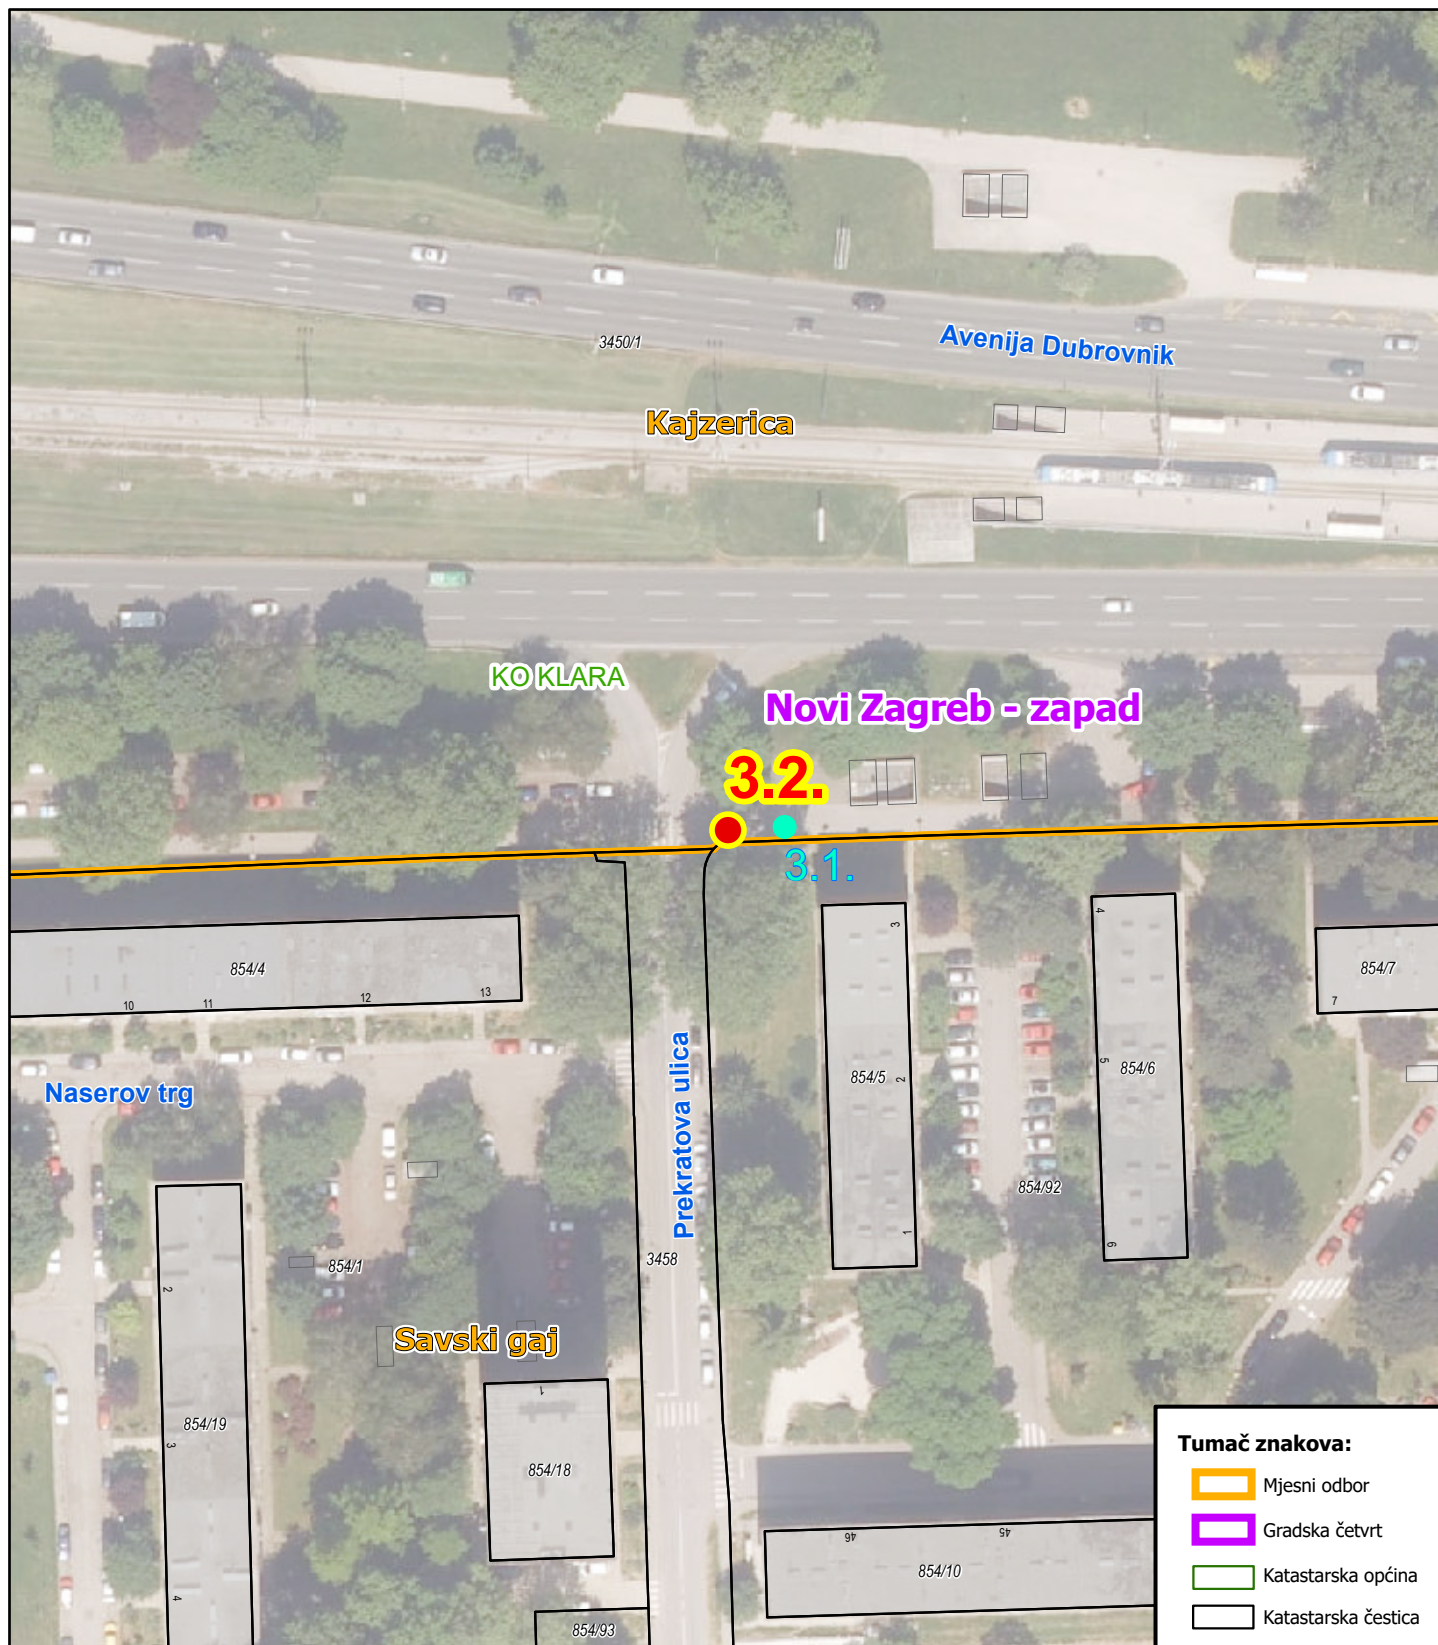 Avenija Dubrovnik
3450/1
Kajzerica
KO KLARA
Novi Zagreb - zapad
3.2.
3.1.
854/4
10
11
12
13
3
4
854/7
7
854/5
2
5
854/6
Naserov trg
Prekratova ulica
854/92
1
6
3458
854/1
2
Savski gaj
1
854/19
3
854/18
4
46
45
854/10
854/93
Tumač znakova:
Mjesni odbor
Gradska četvrt
Katastarska općina
Katastarska čestica